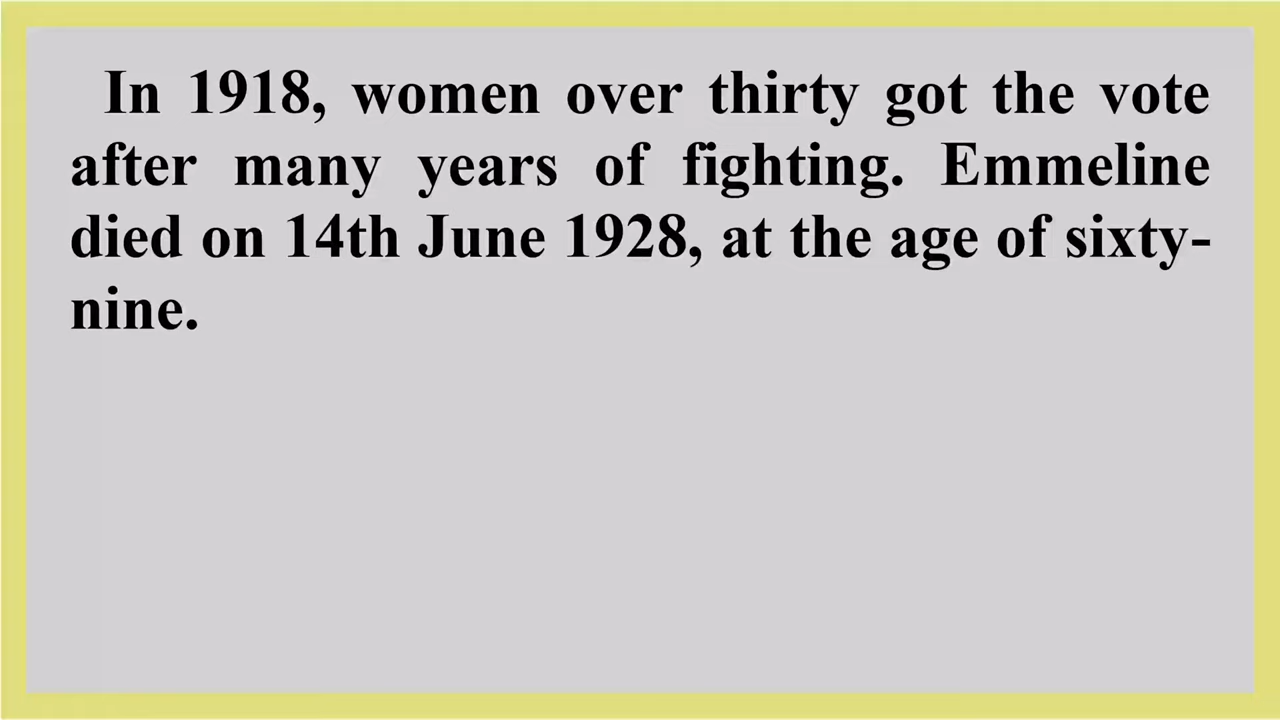 In 1918, women over thirty got the vote
after many years of fighting. Emmeline
died on 14th June 1928, at the age of sixty-
nine.